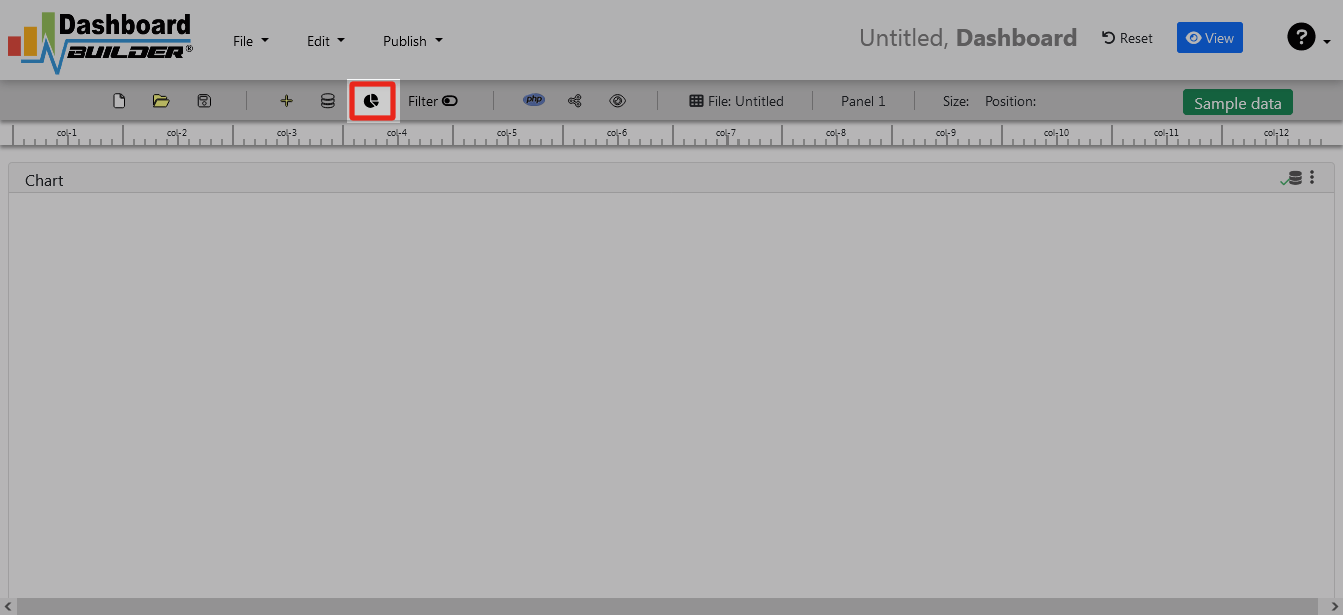 Dashboard
BUILDER®
File Edit Publish
Untitled, Dashboard Reset View ?
Filter php File: Untitled Panel 1 Size: Position: Sample data
col-1 col-2 col-3 col-4 col-5 col-6 col-7 col-8 col-9 col-10 col-11 col-12
Chart